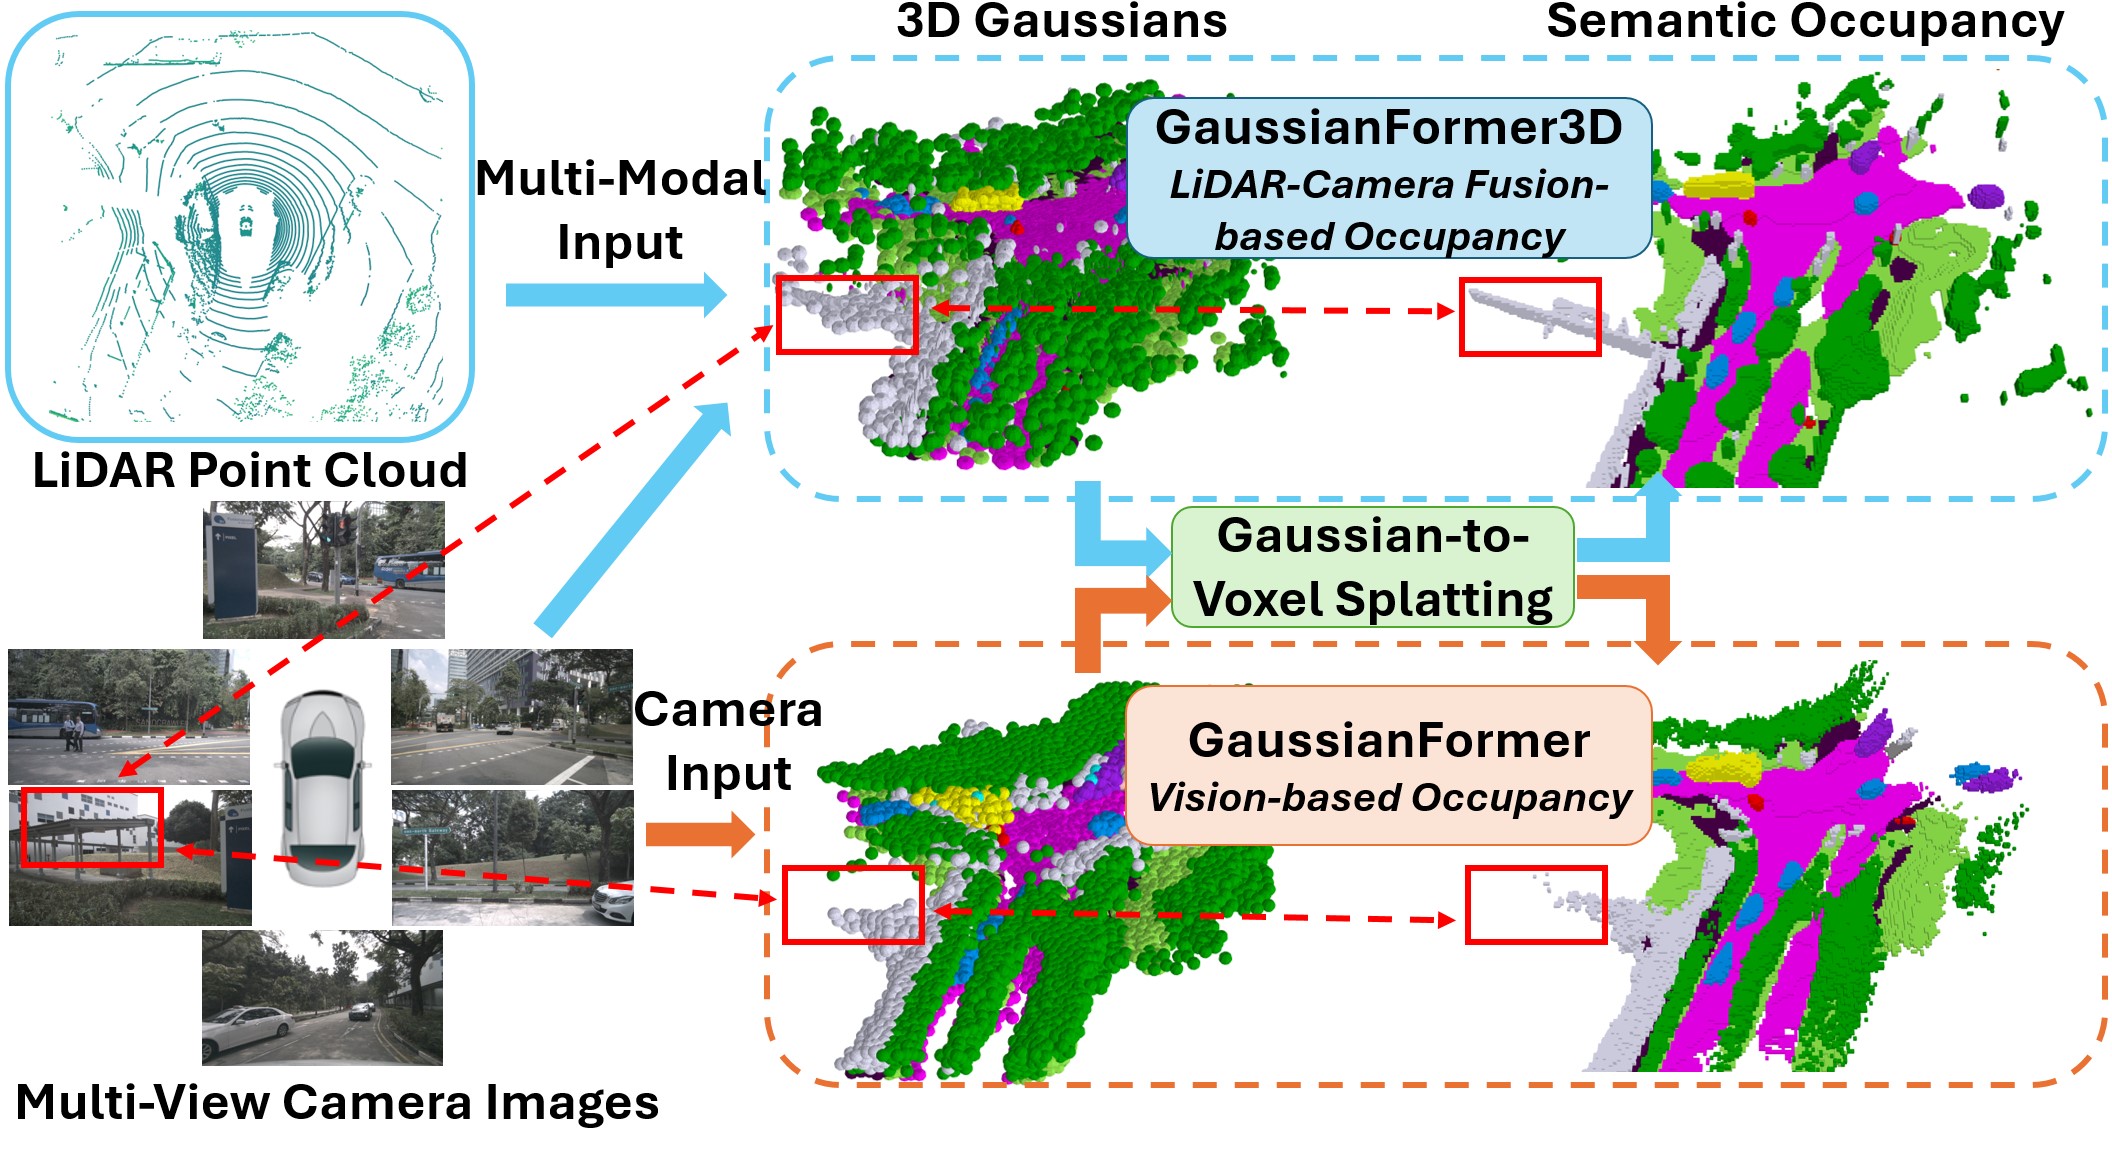 3D Gaussians
Semantic Occupancy
GaussianFormer3D
LiDAR-Camera Fusion-
based Occupancy
Multi-Modal
Input
LiDAR Point Cloud
Gaussian-to-
Voxel Splatting
Camera
Input
GaussianFormer
Vision-based Occupancy
Multi-View Camera Images